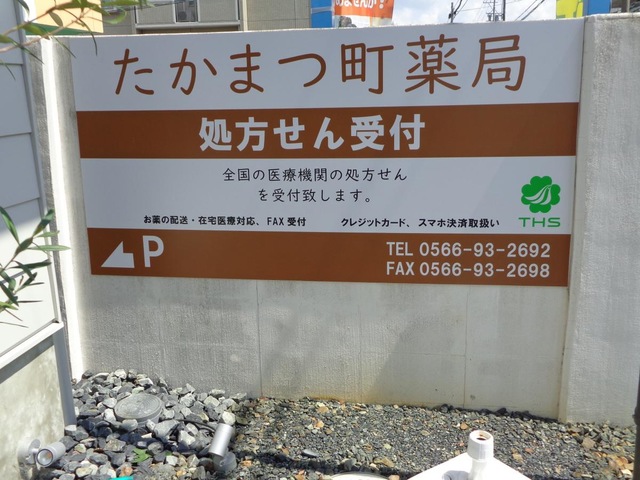 たかまつ町薬局
処方せん受付
全国の医療機関の処方せん
を受付致します。
お薬の配送・在宅医療対応、FAX受付 クレジットカード、スマホ決済取扱い
THS
P
TEL 0566-93-2692
FAX 0566-93-2698